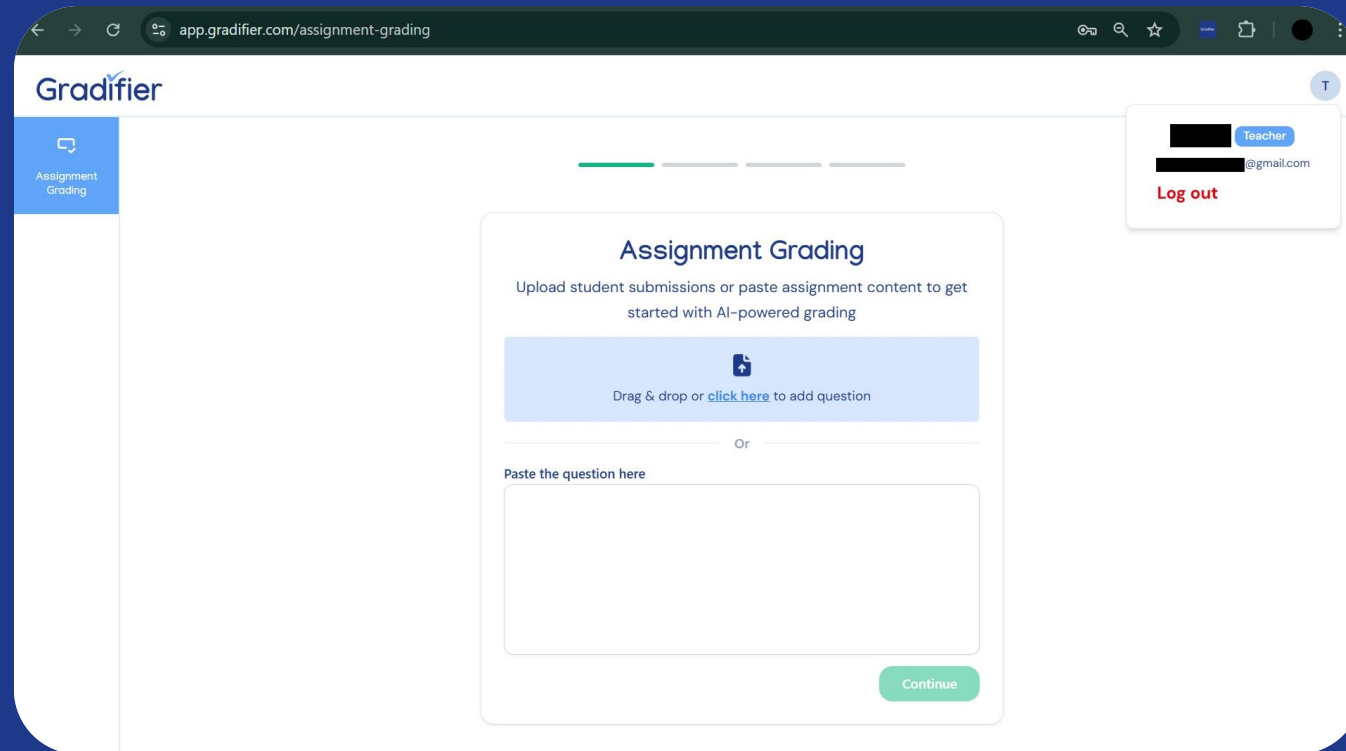 app.gradifier.com/assignment-grading
Gradifier
T
Teacher
@gmail.com
Log out
Assignment
Grading
Assignment Grading
Upload student submissions or paste assignment content to get
started with AI-powered grading
Drag & drop or click here to add question
Or
Paste the question here
Continue